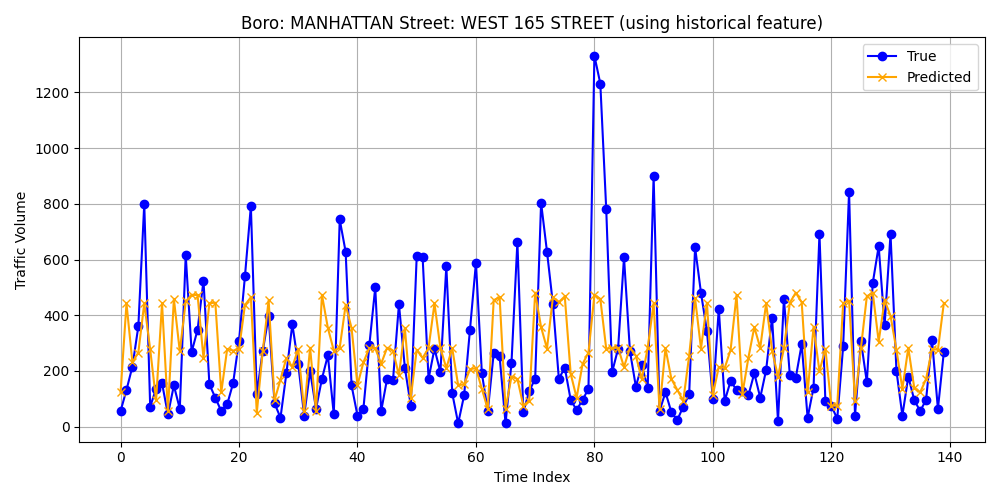 Boro: MANHATTAN Street: WEST 165 STREET (using historical feature)
True
Predicted
Traffic Volume
1200
1000
800
600
400
200
0
0 20 40 60 80 100 120 140
Time Index